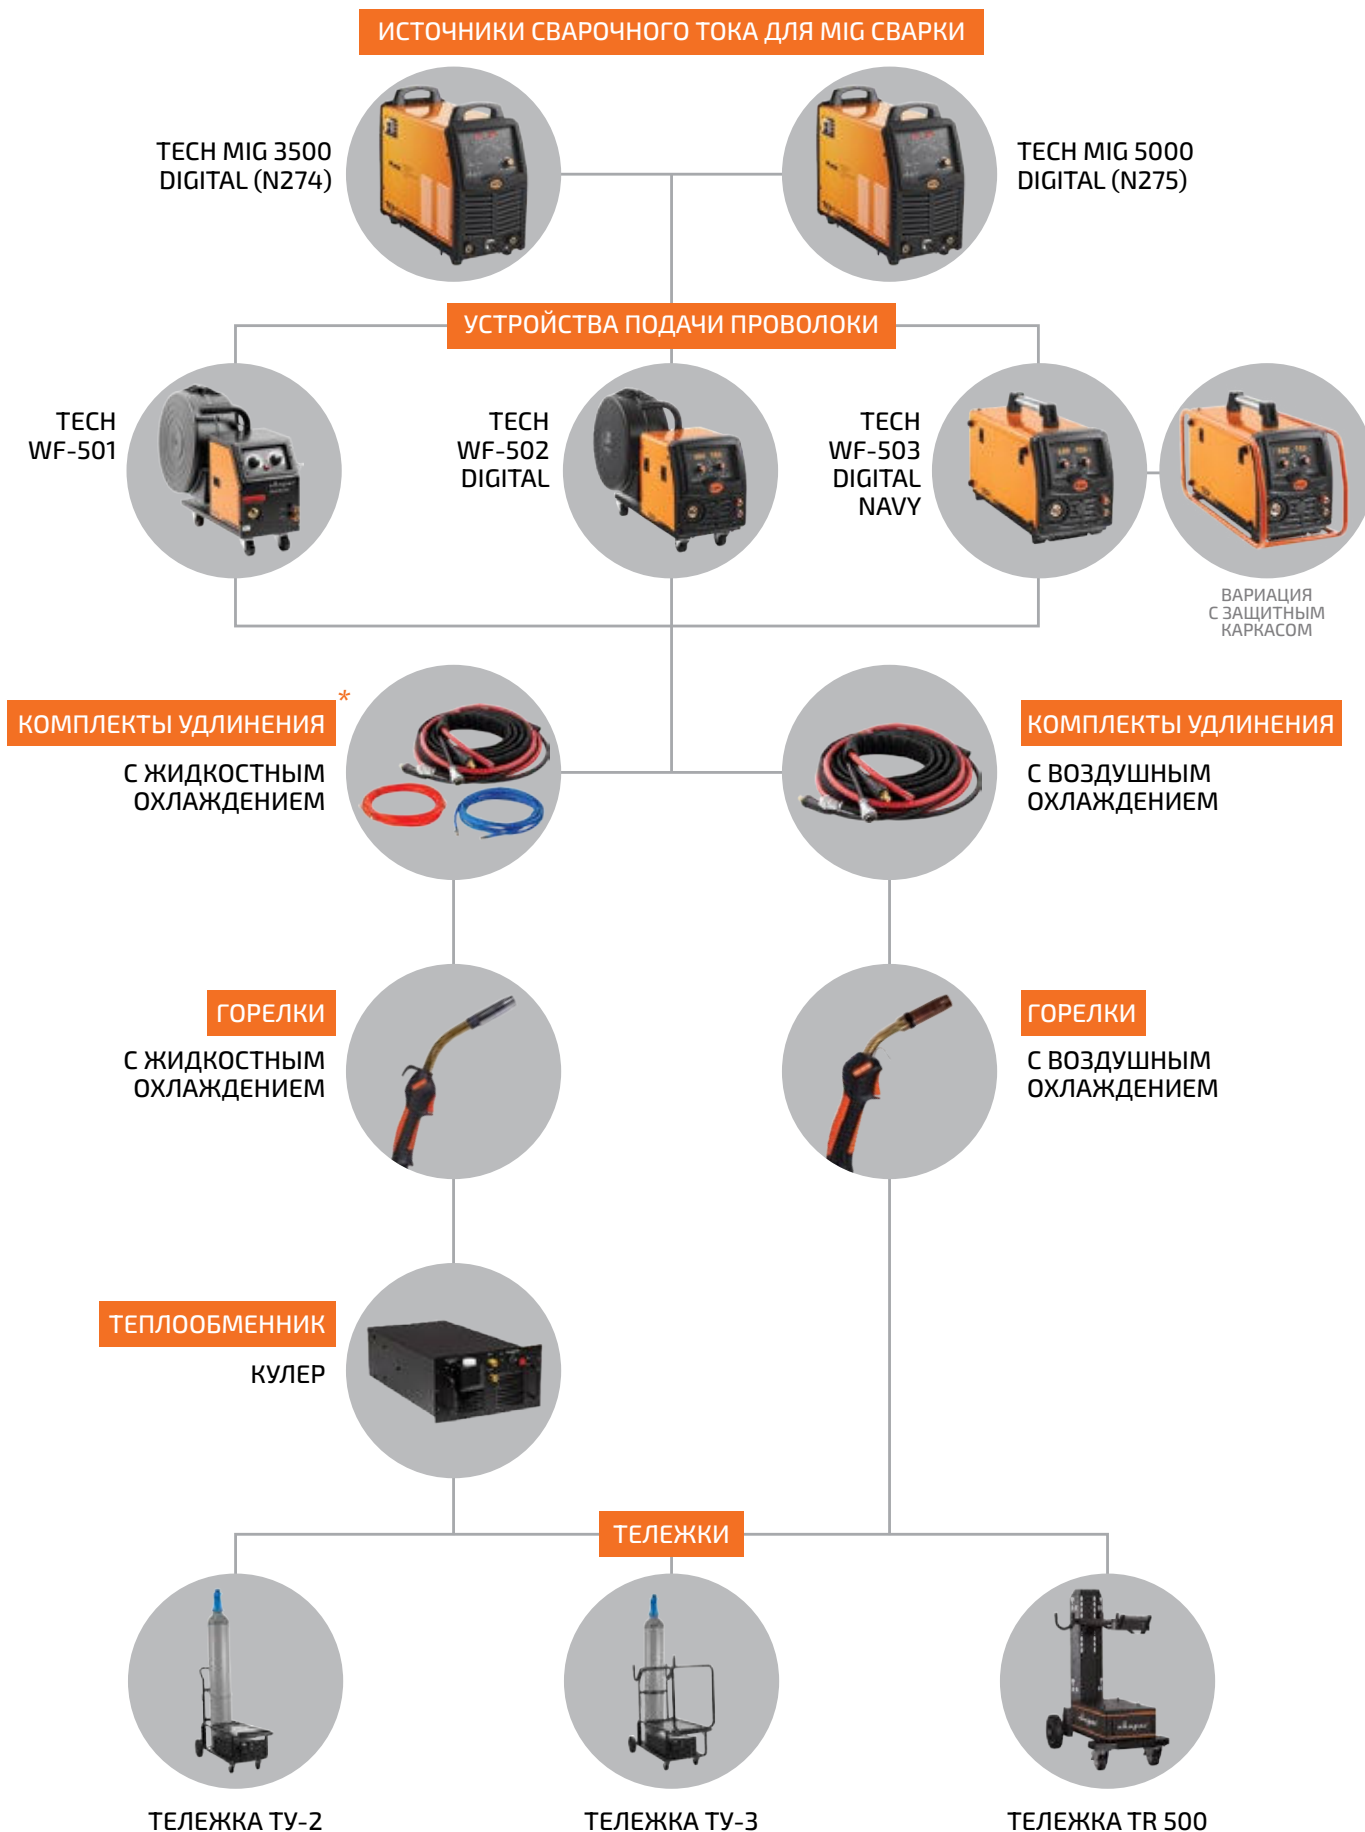 ИСТОЧНИКИ СВАРОЧНОГО ТОКА ДЛЯ MIG СВАРКИ
TECH MIG 3500
DIGITAL (N274)
TECH MIG 5000
DIGITAL (N275)
УСТРОЙСТВА ПОДАЧИ ПРОВОЛОКИ
TECH
WF-501
TECH
WF-502
DIGITAL
TECH
WF-503
DIGITAL
NAVY
ВАРИАЦИЯ
С ЗАЩИТНЫМ
КАРКАСОМ
КОМПЛЕКТЫ УДЛИНЕНИЯ *
С ЖИДКОСТНЫМ
ОХЛАЖДЕНИЕМ
КОМПЛЕКТЫ УДЛИНЕНИЯ
С ВОЗДУШНЫМ
ОХЛАЖДЕНИЕМ
ГОРЕЛКИ
С ЖИДКОСТНЫМ
ОХЛАЖДЕНИЕМ
ГОРЕЛКИ
С ВОЗДУШНЫМ
ОХЛАЖДЕНИЕМ
ТЕПЛООБМЕННИК
КУЛЕР
ТЕЛЕЖКИ
ТЕЛЕЖКА ТУ-2
ТЕЛЕЖКА ТУ-3
ТЕЛЕЖКА TR 500